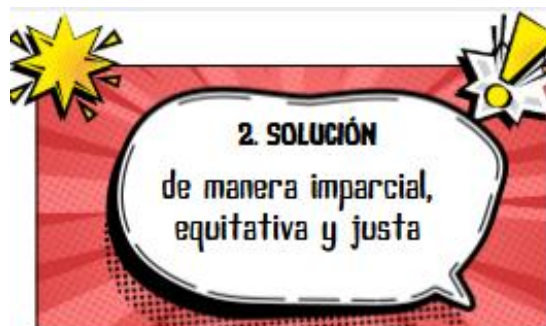 2. SOLUCIÓN
de manera imparcial,
equitativa y justa